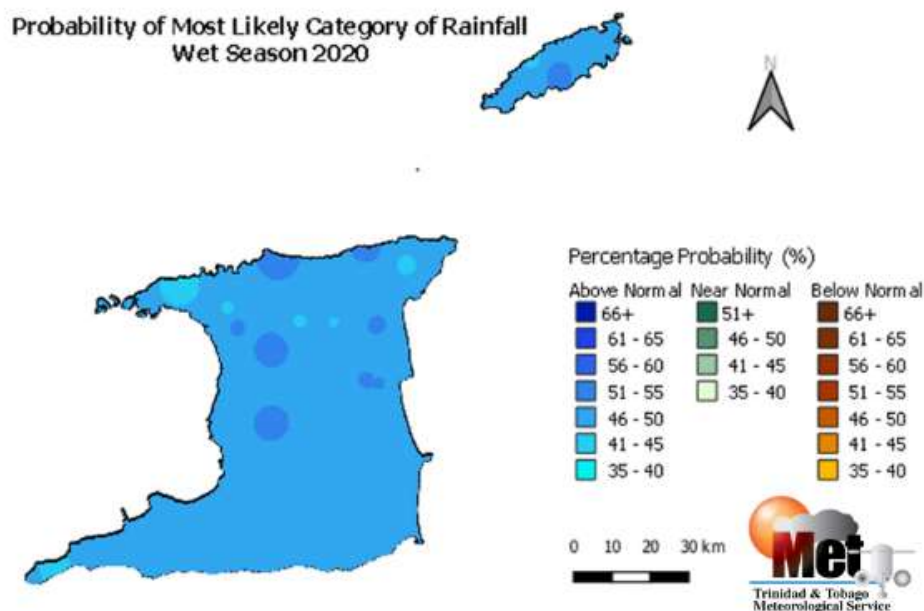 Probability of Most Likely Category of Rainfall
Wet Season 2020
N
Percentage Probability (%)
Above Normal Near Normal Below Normal
66+ 51+ 66+
61 - 65 46 - 50 61 - 65
56 - 60 41 - 45 56 - 60
51 - 55 35 - 40 51 - 55
46 - 50 46 - 50
41 - 45 41 - 45
35 - 40 35 - 40
0 10 20 30 km
Met
Trinidad & Tobago
Meteorological Service